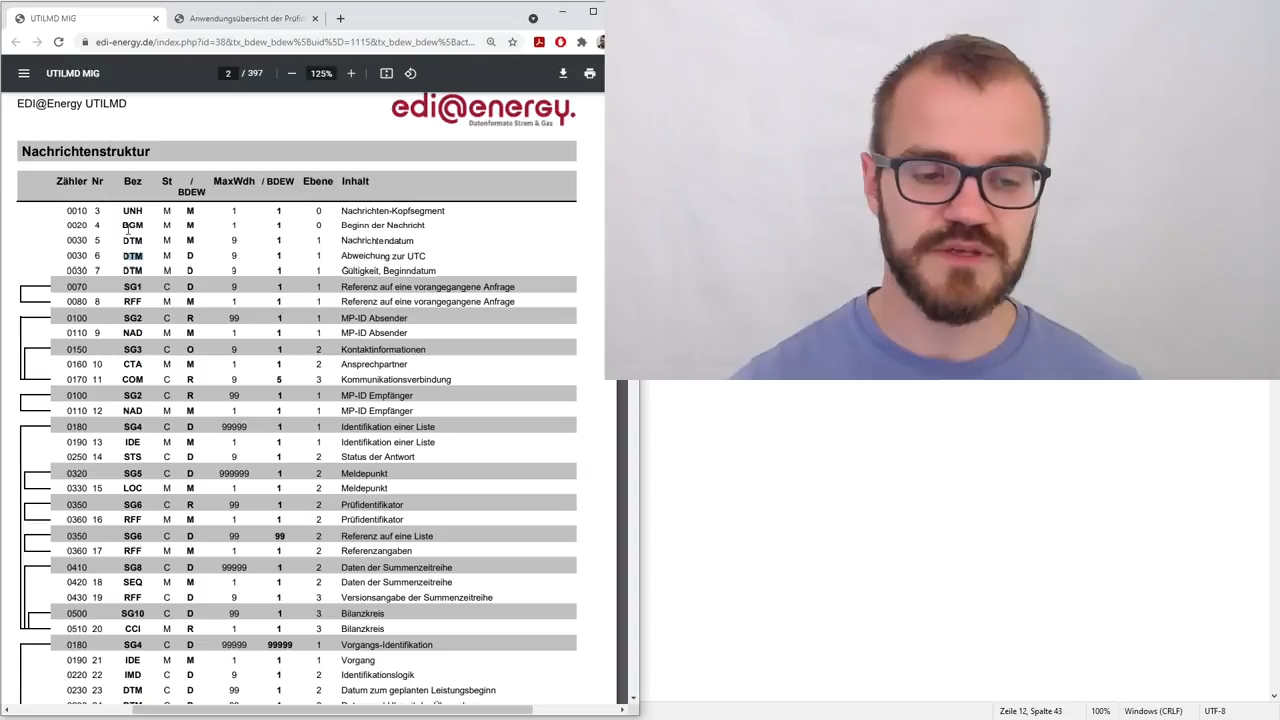 UTILMD MIG
Anwendungsübersicht der Prüfid
edi-energy.de/index.php?id=38&tx_bdew_bdew%5Buid%5D=1115&tx_bdew_bdew%5Bact...
UTILMD MIG 2 / 397 125%
EDI@Energy UTILMD
edi@energy.
Datenformate Strom & Gas
Nachrichtenstruktur
Zähler Nr Bez St / BDEW MaxWdh / BDEW Ebene Inhalt
0010 3 UNH M M 1 1 0 Nachrichten-Kopfsegment
0020 4 BGM M M 1 1 0 Beginn der Nachricht
0030 5 DTM M M 9 1 1 Nachrichtendatum
0030 6 DTM M D 9 1 1 Abweichung zur UTC
0030 7 DTM M D 9 1 1 Gültigkeit, Beginndatum
0070 SG1 C D 9 1 1 Referenz auf eine vorangegangene Anfrage
0080 8 RFF M M 1 1 1 Referenz auf eine vorangegangene Anfrage
0100 SG2 C R 99 1 1 MP-ID Absender
0110 9 NAD M M 1 1 1 MP-ID Absender
0150 SG3 C O 9 1 2 Kontaktinformationen
0160 10 CTA M M 1 1 2 Ansprechpartner
0170 11 COM C R 9 5 3 Kommunikationsverbindung
0100 SG2 C R 99 1 1 MP-ID Empfänger
0110 12 NAD M M 1 1 1 MP-ID Empfänger
0180 SG4 C D 99999 1 1 Identifikation einer Liste
0190 13 IDE M M 1 1 1 Identifikation einer Liste
0250 14 STS C D 9 1 2 Status der Antwort
0320 SG5 C D 999999 1 2 Meldepunkt
0330 15 LOC M M 1 1 2 Meldepunkt
0350 SG6 C R 99 1 2 Prüfidentifikator
0360 16 RFF M M 1 1 2 Prüfidentifikator
0350 SG6 C D 99 99 2 Referenz auf eine Liste
0360 17 RFF M M 1 1 2 Referenzangaben
0410 SG8 C D 99999 1 2 Daten der Summenzeitreihe
0420 18 SEQ M M 1 1 2 Daten der Summenzeitreihe
0430 19 RFF C D 9 1 3 Versionsangabe der Summenzeitreihe
0500 SG10 C D 99 1 3 Bilanzkreis
0510 20 CCI M R 1 1 3 Bilanzkreis
0180 SG4 C D 99999 99999 1 Vorgangs-Identifikation
0190 21 IDE M M 1 1 1 Vorgang
0220 22 IMD C D 9 1 2 Identifikationslogik
0230 23 DTM C D 99 1 2 Datum zum geplanten Leistungsbeginn
Zeile 12, Spalte 43 100% Windows (CRLF) UTF-8